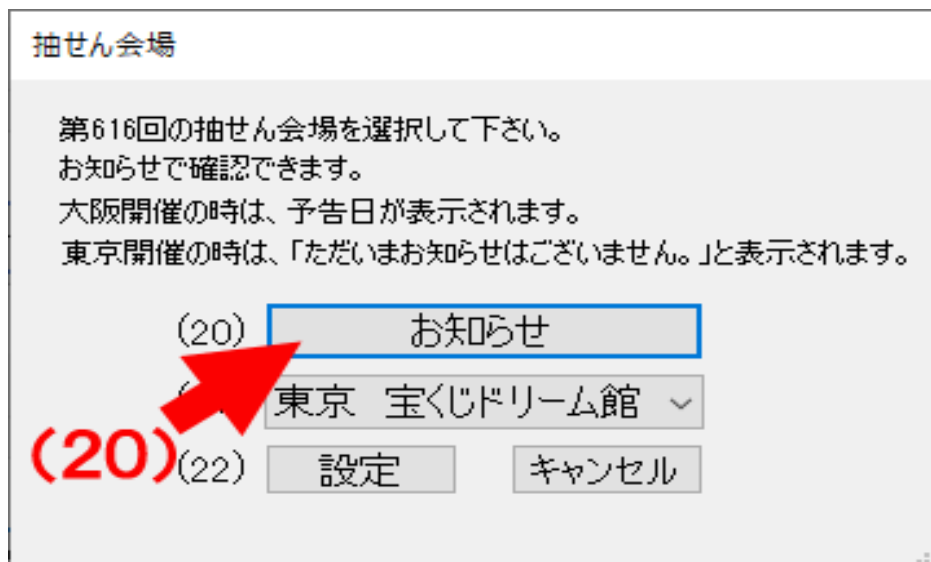 抽せん会場
第616回の抽せん会場を選択して下さい。
お知らせで確認できます。
大阪開催の時は、予告日が表示されます。
東京開催の時は、「ただいまお知らせはございません。」と表示されます。
(20) お知らせ
東京 宝くじドリーム館
(20)
(22) 設定 キャンセル